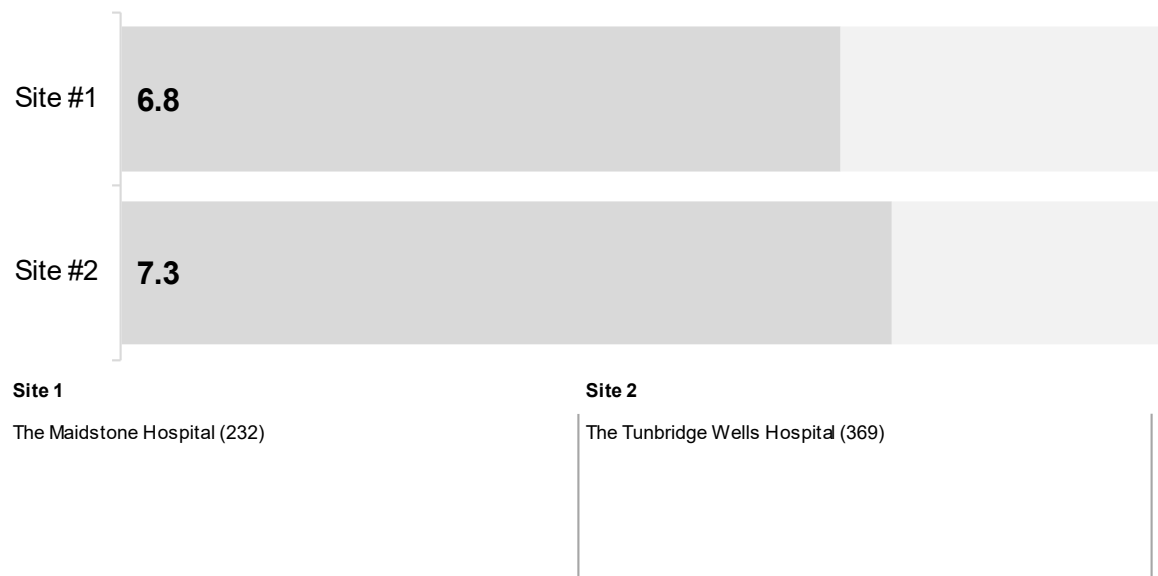 Site #1
6.8
Site #2
7.3
Site 1
The Maidstone Hospital (232)
Site 2
The Tunbridge Wells Hospital (369)